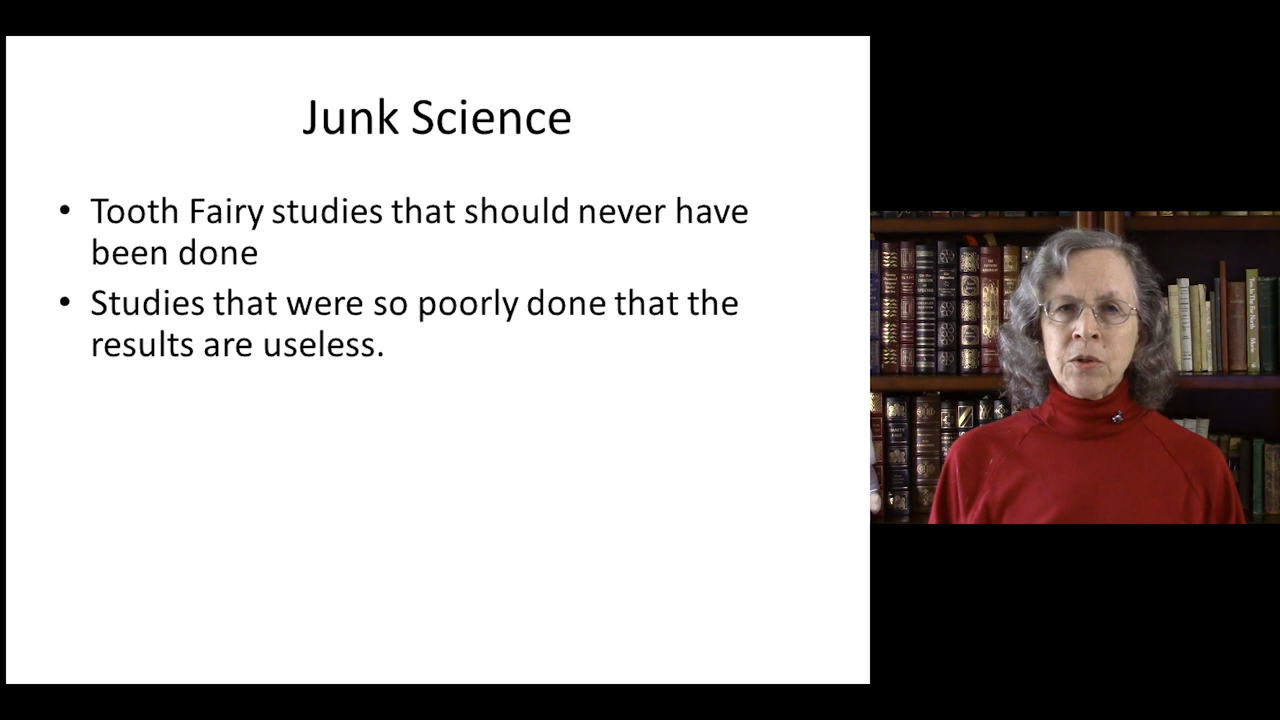 Junk Science
• Tooth Fairy studies that should never have
been done
• Studies that were so poorly done that the
results are useless.